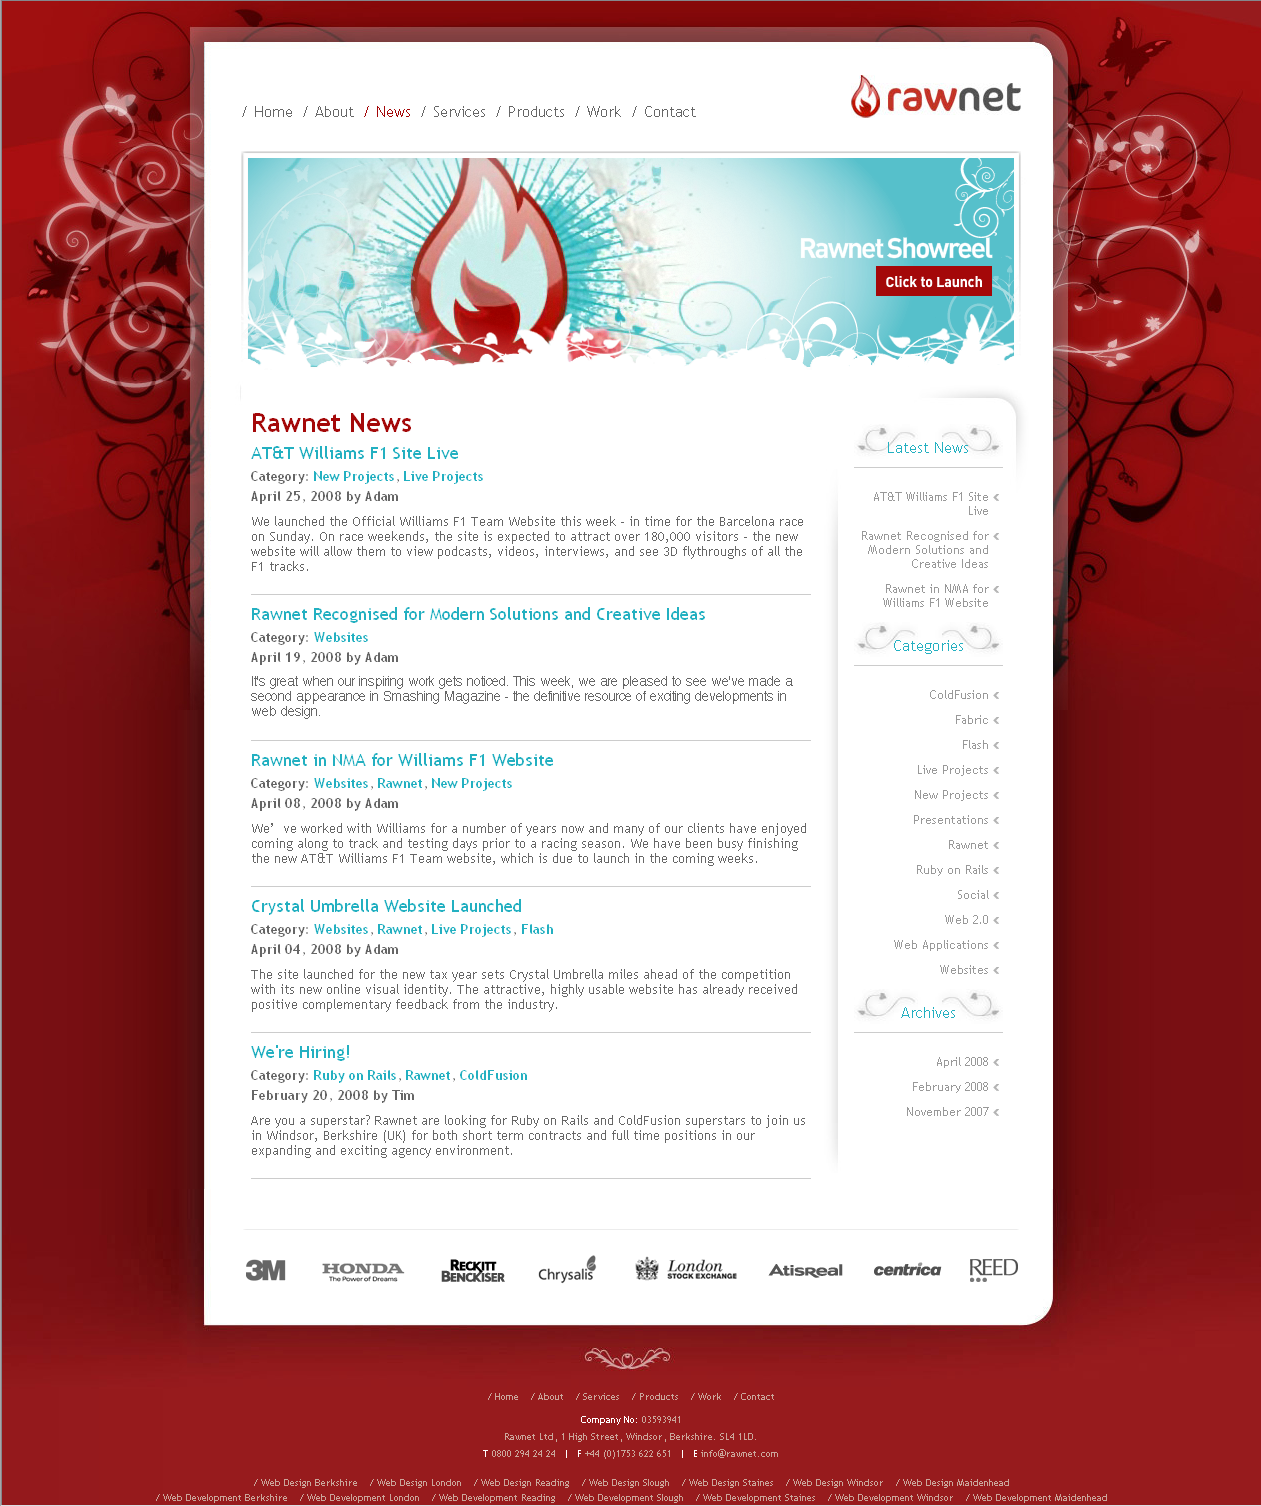 / Home / About / News / Services / Products / Work / Contact
rawnet
Rawnet Showreel
Click to Launch
Rawnet News
AT&T Williams F1 Site Live
Category: New Projects, Live Projects
April 25, 2008 by Adam
We launched the Official Williams F1 Team Website this week - in time for the Barcelona race
on Sunday. On race weekends, the site is expected to attract over 180,000 visitors - the new
website will allow them to view podcasts, videos, interviews, and see 3D flythroughs of all the
F1 tracks.
Rawnet Recognised for Modern Solutions and Creative Ideas
Category: Websites
April 19, 2008 by Adam
It's great when our inspiring work gets noticed. This week, we are pleased to see we've made a
second appearance in Smashing Magazine - the definitive resource of exciting developments in
web design.
Rawnet in NMA for Williams F1 Website
Category: Websites, Rawnet, New Projects
April 08, 2008 by Adam
We’ ve worked with Williams for a number of years now and many of our clients have enjoyed
coming along to track and testing days prior to a racing season. We have been busy finishing
the new AT&T Williams F1 Team website, which is due to launch in the coming weeks.
Crystal Umbrella Website Launched
Category: Websites, Rawnet, Live Projects, Flash
April 04, 2008 by Adam
The site launched for the new tax year sets Crystal Umbrella miles ahead of the competition
with its new online visual identity. The attractive, highly usable website has already received
positive complementary feedback from the industry.
We're Hiring!
Category: Ruby on Rails, Rawnet, ColdFusion
February 20, 2008 by Tim
Are you a superstar? Rawnet are looking for Ruby on Rails and ColdFusion superstars to join us
in Windsor, Berkshire (UK) for both short term contracts and full time positions in our
expanding and exciting agency environment.
Latest News
AT&T Williams F1 Site
Live
Rawnet Recognised for
Modern Solutions and
Creative Ideas
Rawnet in NMA for
Williams F1 Website
Categories
ColdFusion
Fabric
Flash
Live Projects
New Projects
Presentations
Rawnet
Ruby on Rails
Social
Web 2.0
Web Applications
Websites
Archives
April 2008
February 2008
November 2007
3M
HONDA
The Power of Dreams
RECKITT
BENCKISER
Chrysalis
London
STOCK EXCHANGE
AtisReal
centrica
REED
/ Home / About / Services / Products / Work / Contact
Company No: 03593941
Rawnet Ltd, 1 High Street, Windsor, Berkshire. SL4 1LD.
T 0800 294 24 24 | F +44 (0)1753 622 651 | E info@rawnet.com
/ Web Design Berkshire / Web Design London / Web Design Reading / Web Design Slough / Web Design Staines / Web Design Windsor / Web Design Maidenhead
/ Web Development Berkshire / Web Development London / Web Development Reading / Web Development Slough / Web Development Staines / Web Development Windsor / Web Development Maidenhead